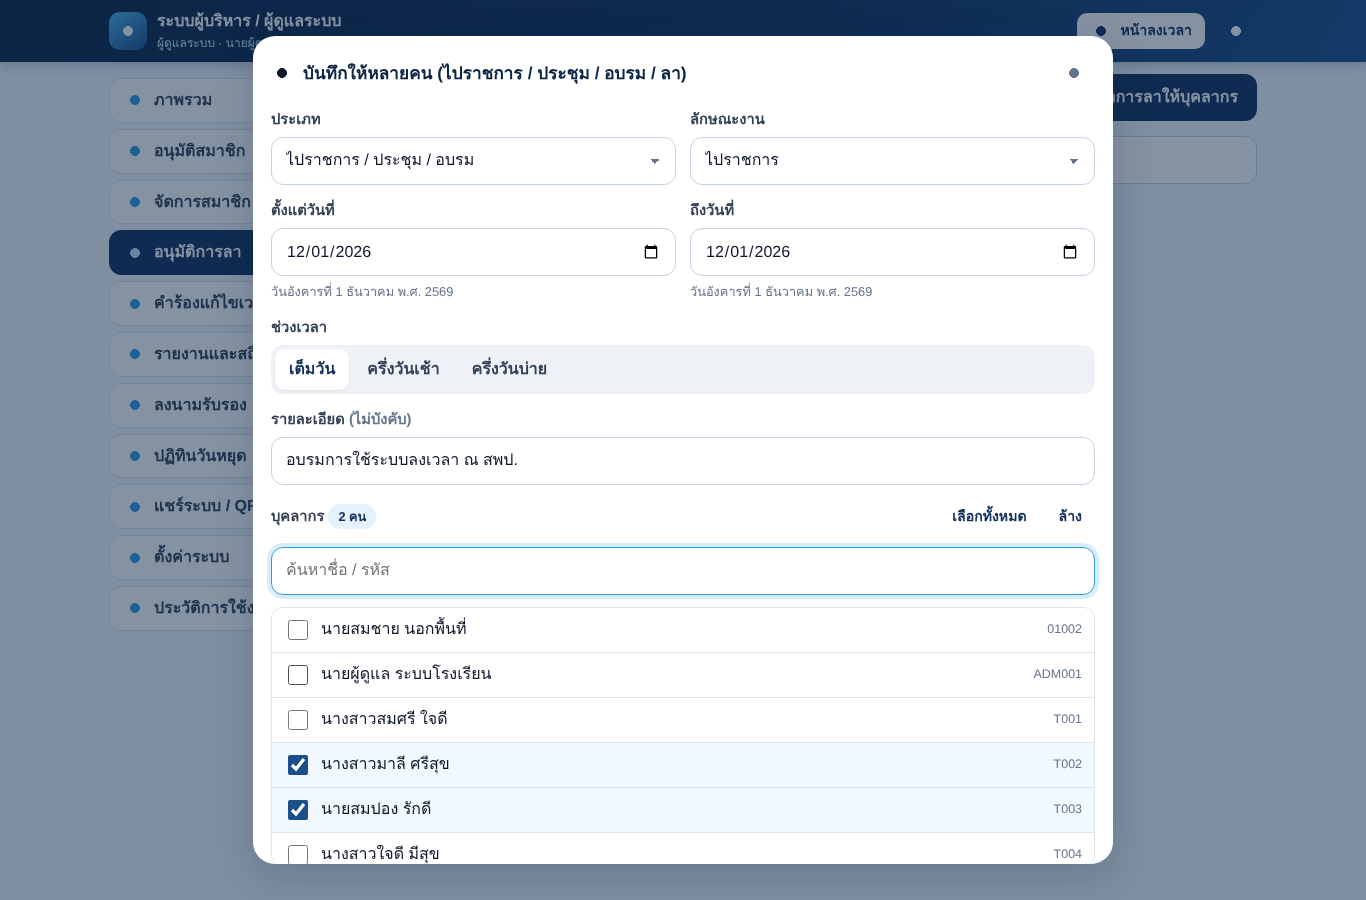 ระบบผู้บริหาร / ผู้ดูแลระบบ
ผู้ดูแลระบบ · นายผู้
หน้าลงเวลา
ภาพรวม
อนุมัติสมาชิก
จัดการสมาชิก
อนุมัติการลา
คำร้องแก้ไขเว
รายงานและสถิ
ลงนามรับรอง
ปฏิทินวันหยุด
แชร์ระบบ / QR
ตั้งค่าระบบ
ประวัติการใช้ง
การลาให้บุคลากร
บันทึกให้หลายคน (ไปราชการ / ประชุม / อบรม / ลา)
ประเภท
ลักษณะงาน
ไปราชการ / ประชุม / อบรม
ไปราชการ
ตั้งแต่วันที่
ถึงวันที่
12/01/2026
12/01/2026
วันอังคารที่ 1 ธันวาคม พ.ศ. 2569
วันอังคารที่ 1 ธันวาคม พ.ศ. 2569
ช่วงเวลา
เต็มวัน ครึ่งวันเช้า ครึ่งวันบ่าย
รายละเอียด (ไม่บังคับ)
อบรมการใช้ระบบลงเวลา ณ สพป.
บุคลากร 2 คน เลือกทั้งหมด ล้าง
ค้นหาชื่อ / รหัส
นายสมชาย นอกพื้นที่ 01002
นายผู้ดูแล ระบบโรงเรียน ADM001
นางสาวสมศรี ใจดี T001
นางสาวมาลี ศรีสุข T002
นายสมปอง รักดี T003
นางสาวใจดี มีสุข T004